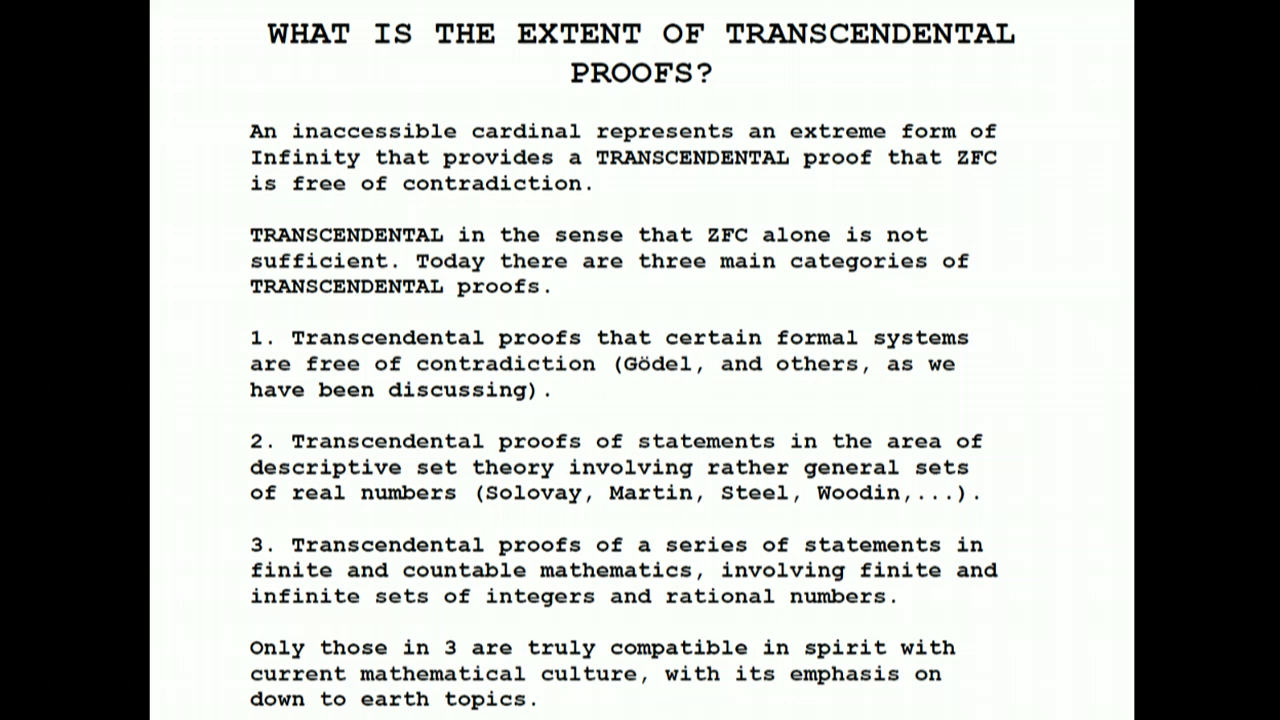 WHAT IS THE EXTENT OF TRANSCENDENTAL
PROOFS?
An inaccessible cardinal represents an extreme form of
Infinity that provides a TRANSCENDENTAL proof that ZFC
is free of contradiction.
TRANSCENDENTAL in the sense that ZFC alone is not
sufficient. Today there are three main categories of
TRANSCENDENTAL proofs.
1. Transcendental proofs that certain formal systems
are free of contradiction (Gödel, and others, as we
have been discussing).
2. Transcendental proofs of statements in the area of
descriptive set theory involving rather general sets
of real numbers (Solovay, Martin, Steel, Woodin,...).
3. Transcendental proofs of a series of statements in
finite and countable mathematics, involving finite and
infinite sets of integers and rational numbers.
Only those in 3 are truly compatible in spirit with
current mathematical culture, with its emphasis on
down to earth topics.